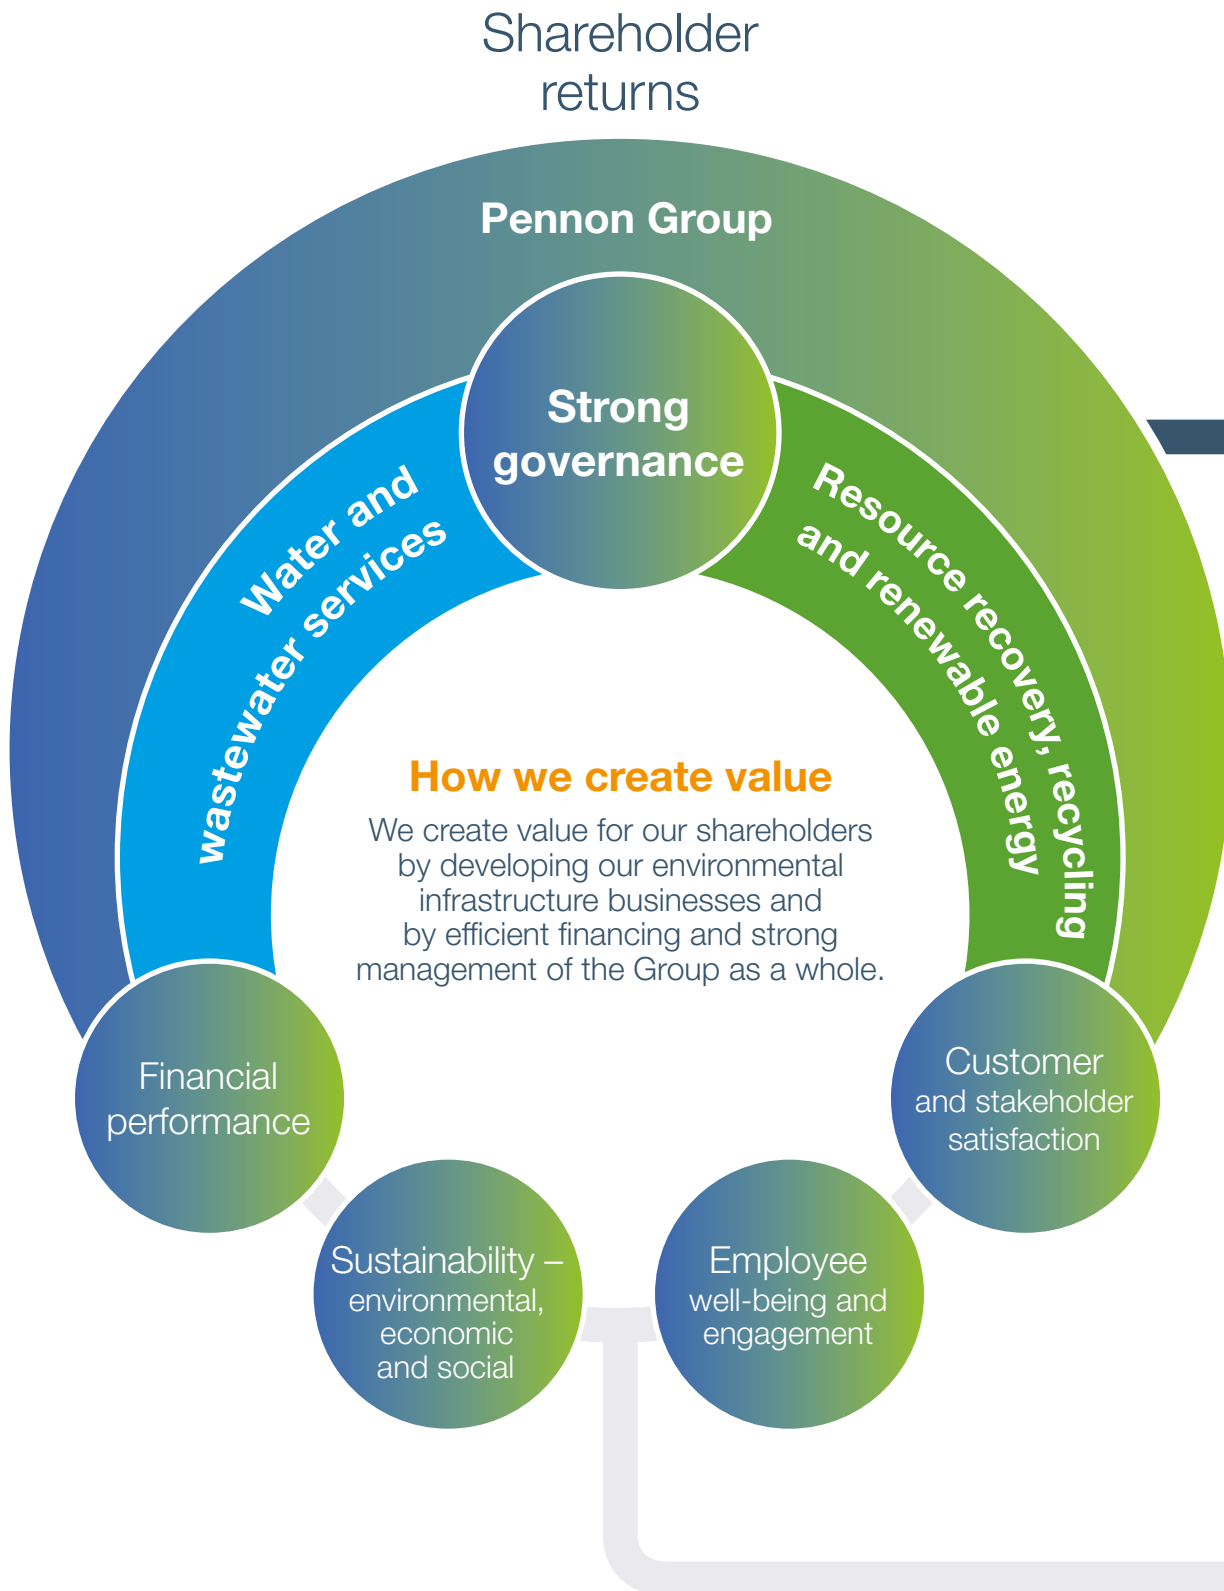 Shareholder
returns
Pennon Group
Strong
governance
Water and
wastewater services
Resource recovery, recycling
and renewable energy
How we create value
We create value for our shareholders
by developing our environmental
infrastructure businesses and
by efficient financing and strong
management of the Group as a whole.
Financial
performance
Customer
and stakeholder
satisfaction
Sustainability –
environmental,
economic
and social
Employee
well-being and
engagement